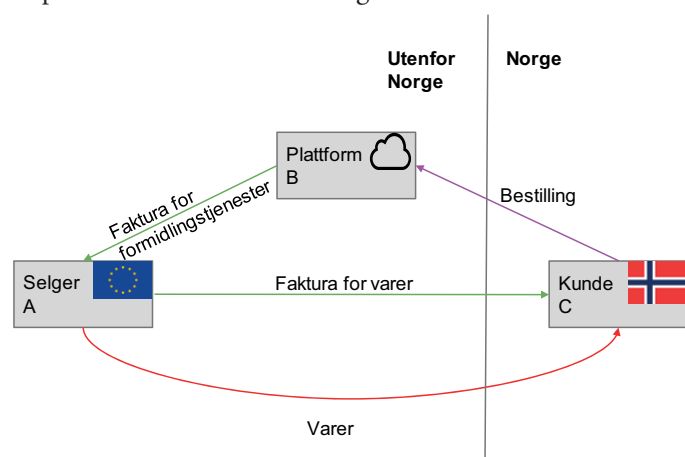 Utenfor
Norge
Norge
Plattform
B
Bestilling
Faktura for
formidlingstjenester
Selger
A
Faktura for varer
Kunde
C
Varer